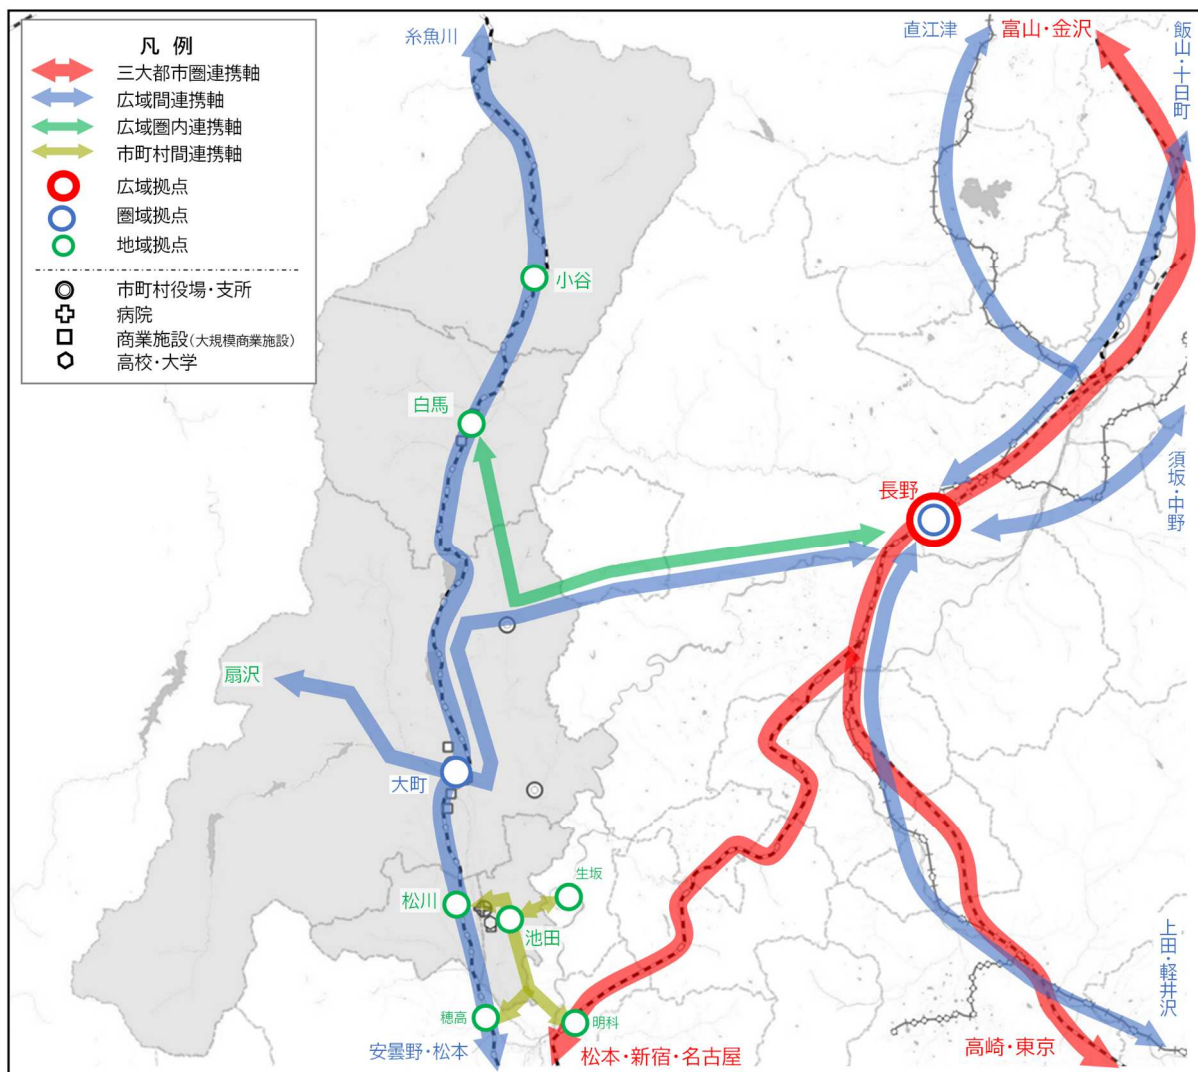 凡 例
三大都市圏連携軸
広域間連携軸
広域圏内連携軸
市町村間連携軸
広域拠点
圏域拠点
地域拠点
市町村役場・支所
病院
商業施設(大規模商業施設)
高校・大学
糸魚川
直江津
富山・金沢
飯山・十日町
小谷
白馬
長野
須坂・中野
扇沢
大町
松川
生坂
池田
穂高
明科
安曇野・松本
松本・新宿・名古屋
上田・軽井沢
高崎・東京